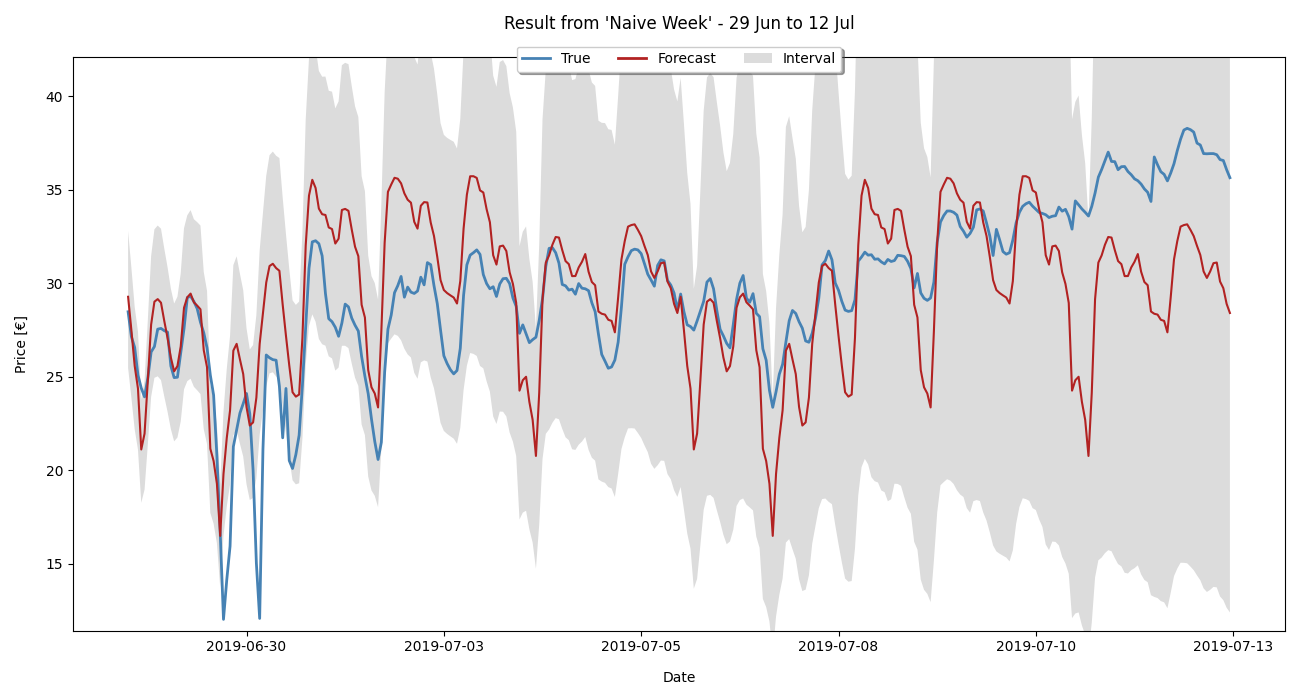 Result from 'Naive Week' - 29 Jun to 12 Jul
True Forecast Interval
40
35
30
25
20
15
Price [€]
2019-06-30 2019-07-03 2019-07-05 2019-07-08 2019-07-10 2019-07-13
Date